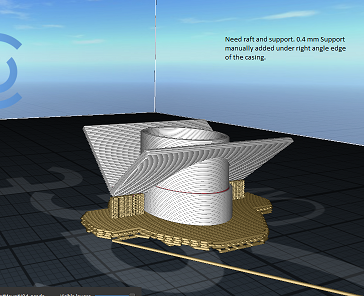 Need raft and support. 0.4 mm Support
manually added under right angle edge
of the casing.